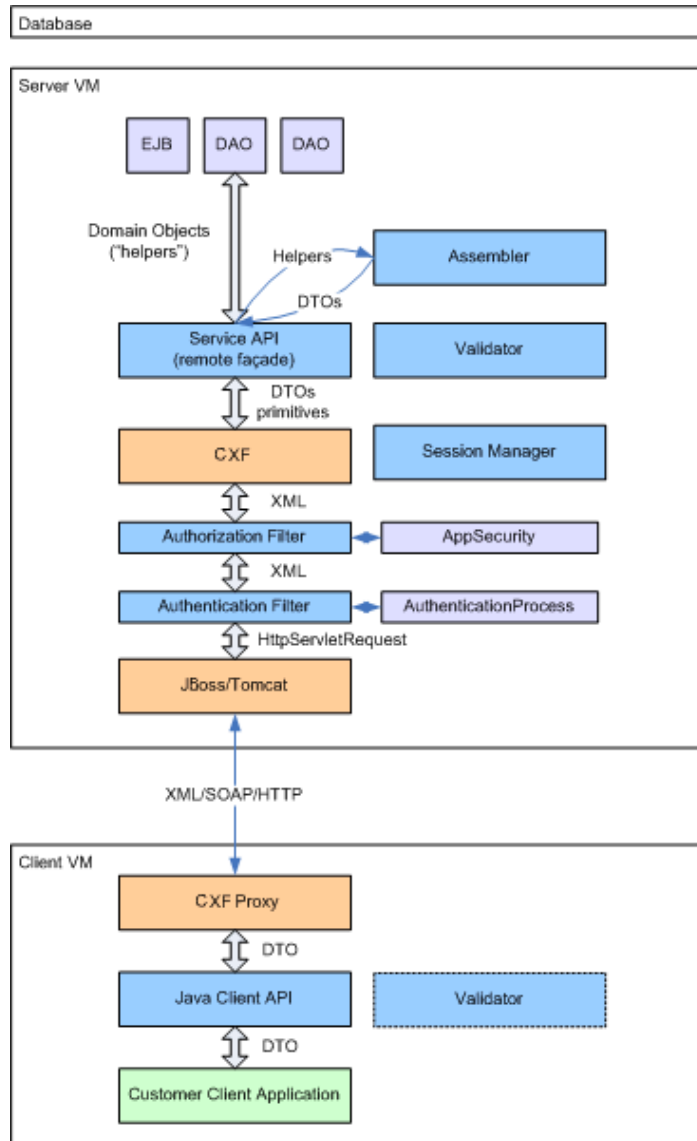 Database
Server VM
EJB
DAO
DAO
Domain Objects
("helpers")
Helpers
Assembler
DTOs
Service API
(remote façade)
Validator
DTOs
primitives
CXF
Session Manager
XML
Authorization Filter
AppSecurity
XML
Authentication Filter
AuthenticationProcess
HttpServletRequest
JBoss/Tomcat
XML/SOAP/HTTP
Client VM
CXF Proxy
DTO
Java Client API
Validator
DTO
Customer Client Application